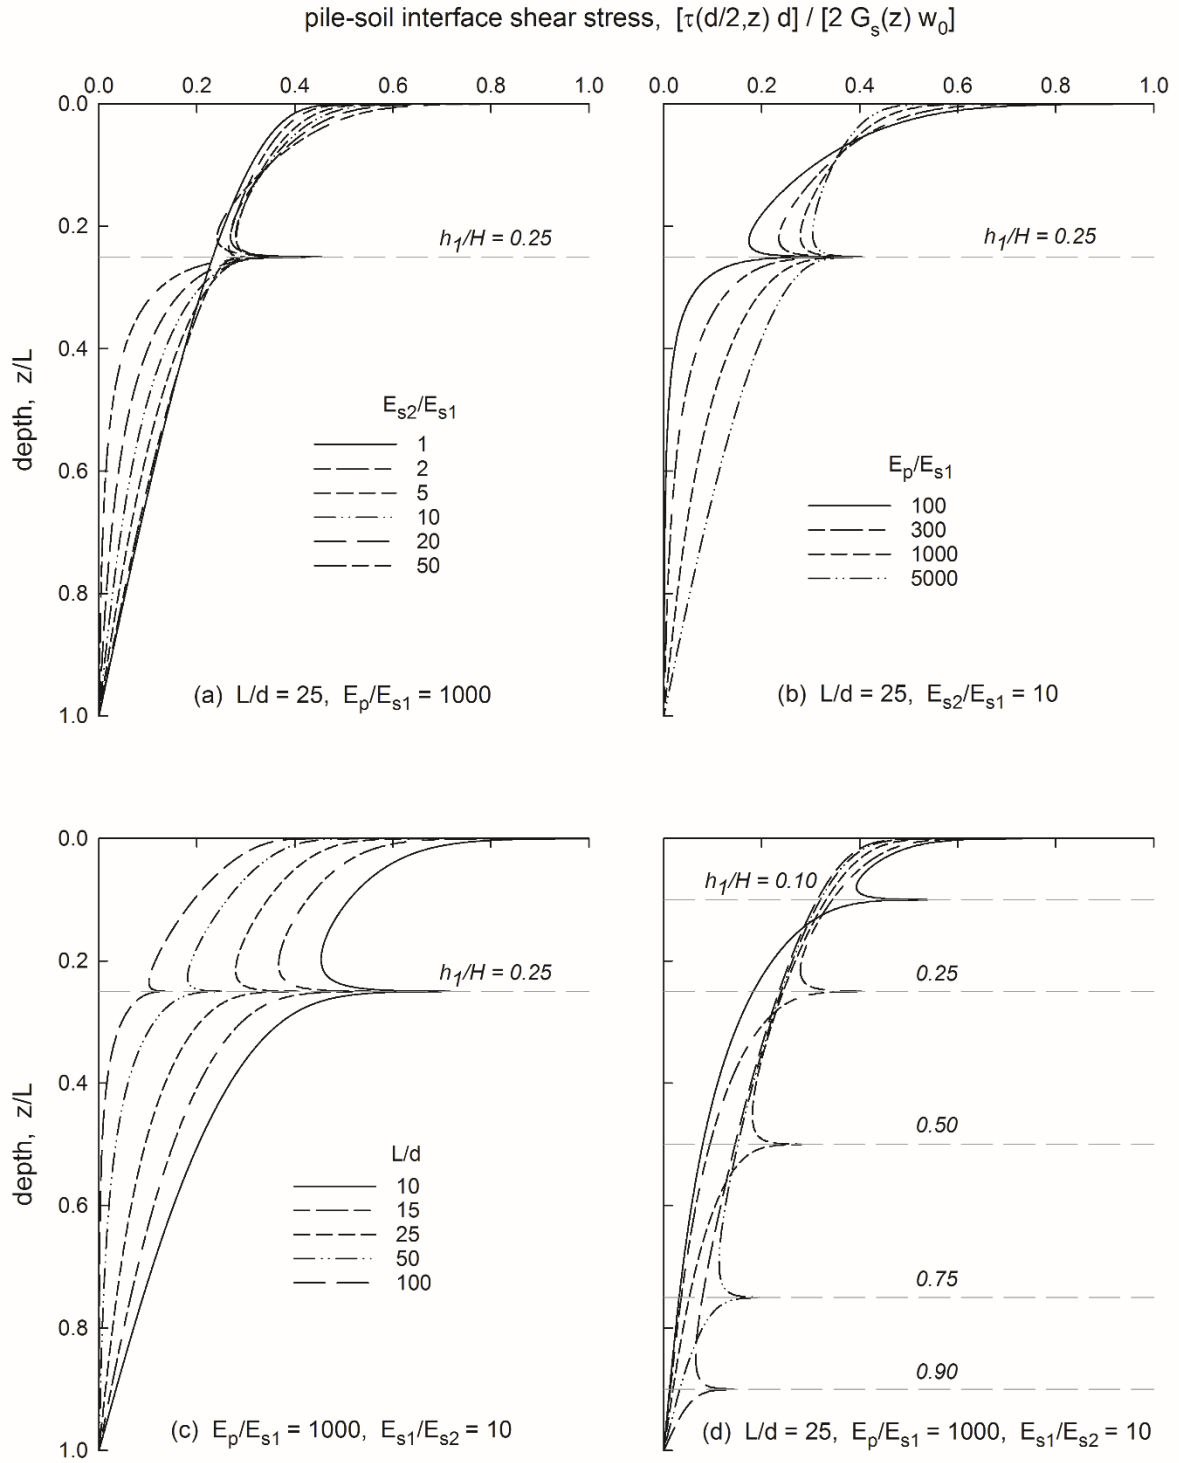 pile-soil interface shear stress, [τ(d/2,z) d] / [2 G_s(z) w_0]
0.0 0.2 0.4 0.6 0.8 1.0
0.0 0.2 0.4 0.6 0.8 1.0
0.0
0.2
0.4
0.6
0.8
1.0
depth, z/L
h_1/H = 0.25
E_s2/E_s1
1
2
5
10
20
50
(a) L/d = 25, E_p/E_s1 = 1000
h_1/H = 0.25
E_p/E_s1
100
300
1000
5000
(b) L/d = 25, E_s2/E_s1 = 10
0.0
0.2
0.4
0.6
0.8
1.0
depth, z/L
h_1/H = 0.25
L/d
10
15
25
50
100
(c) E_p/E_s1 = 1000, E_s1/E_s2 = 10
h_1/H = 0.10
0.25
0.50
0.75
0.90
(d) L/d = 25, E_p/E_s1 = 1000, E_s1/E_s2 = 10